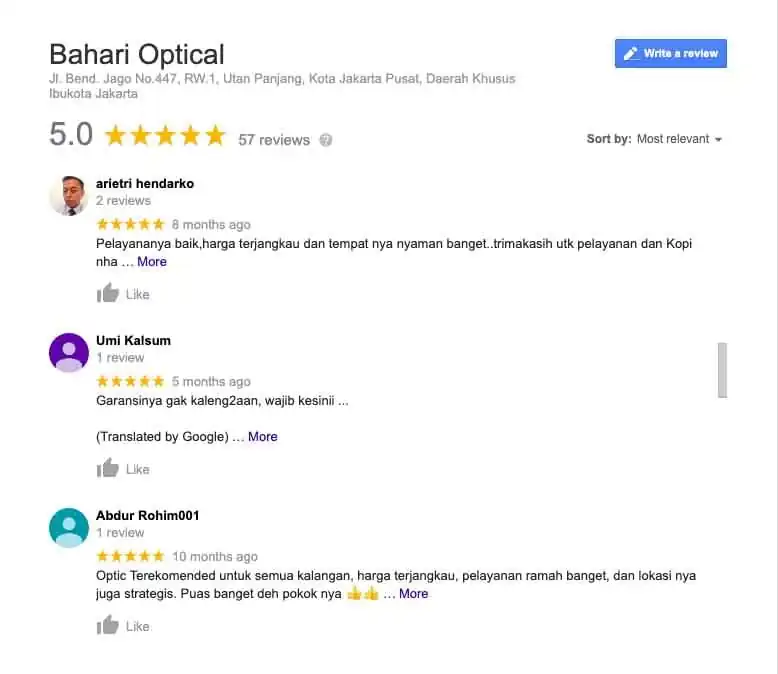 Bahari Optical
Write a review
Jl. Bend. Jago No.447, RW.1, Utan Panjang, Kota Jakarta Pusat, Daerah Khusus
Ibukota Jakarta
5.0
57 reviews
?
Sort by: Most relevant
arietri hendarko
2 reviews
8 months ago
Pelayananya baik,harga terjangkau dan tempat nya nyaman banget..trimakasih utk pelayanan dan Kopi
nha … More
Like
Umi Kalsum
1 review
5 months ago
Garansinya gak kaleng2aan, wajib kesinii ...
(Translated by Google) … More
Like
Abdur Rohim001
1 review
10 months ago
Optic Terekomended untuk semua kalangan, harga terjangkau, pelayanan ramah banget, dan lokasi nya
juga strategis. Puas banget deh pokok nya 👍👍 … More
Like